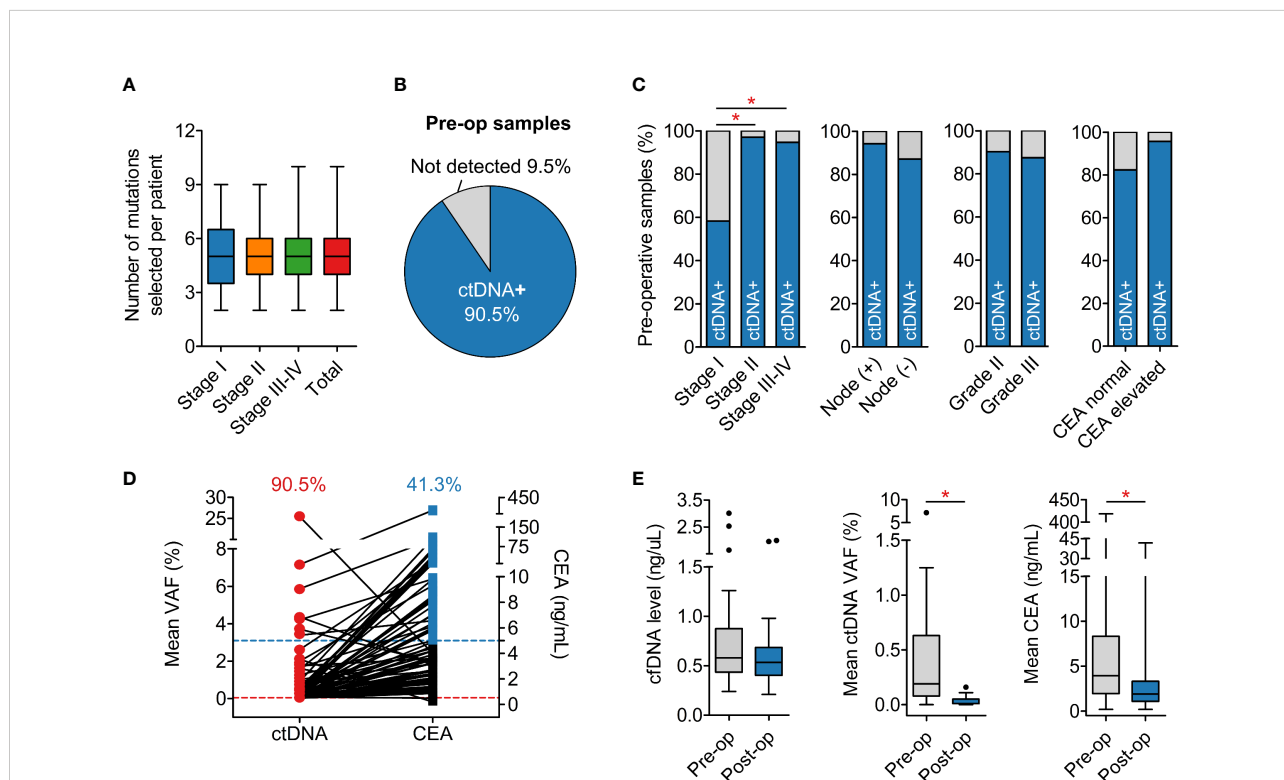 A
Number of mutations
selected per patient
12
9
6
3
0
Stage I
Stage II
Stage III-IV
Total
B
Pre-op samples
Not detected 9.5%
ctDNA+
90.5%
C
Pre-operative samples (%)
100
80
60
40
20
0
ctDNA+
ctDNA+
ctDNA+
Stage I
Stage II
Stage III-IV
*
*
100
80
60
40
20
0
ctDNA+
ctDNA+
Node (+)
Node (-)
100
80
60
40
20
0
ctDNA+
ctDNA+
Grade II
Grade III
100
80
60
40
20
0
ctDNA+
ctDNA+
CEA normal
CEA elevated
D
90.5%
41.3%
Mean VAF (%)
30
25
8
6
4
2
0
450
300
150
75
10
8
6
4
2
0
CEA (ng/mL)
ctDNA
CEA
E
cfDNA level (ng/uL)
3.5
2.5
1.5
1.0
0.5
0.0
Pre-op
Post-op
Mean ctDNA VAF (%)
10
5
1.5
1.0
0.5
0.0
*
Pre-op
Post-op
Mean CEA (ng/mL)
450
400
45
30
15
10
5
0
*
Pre-op
Post-op